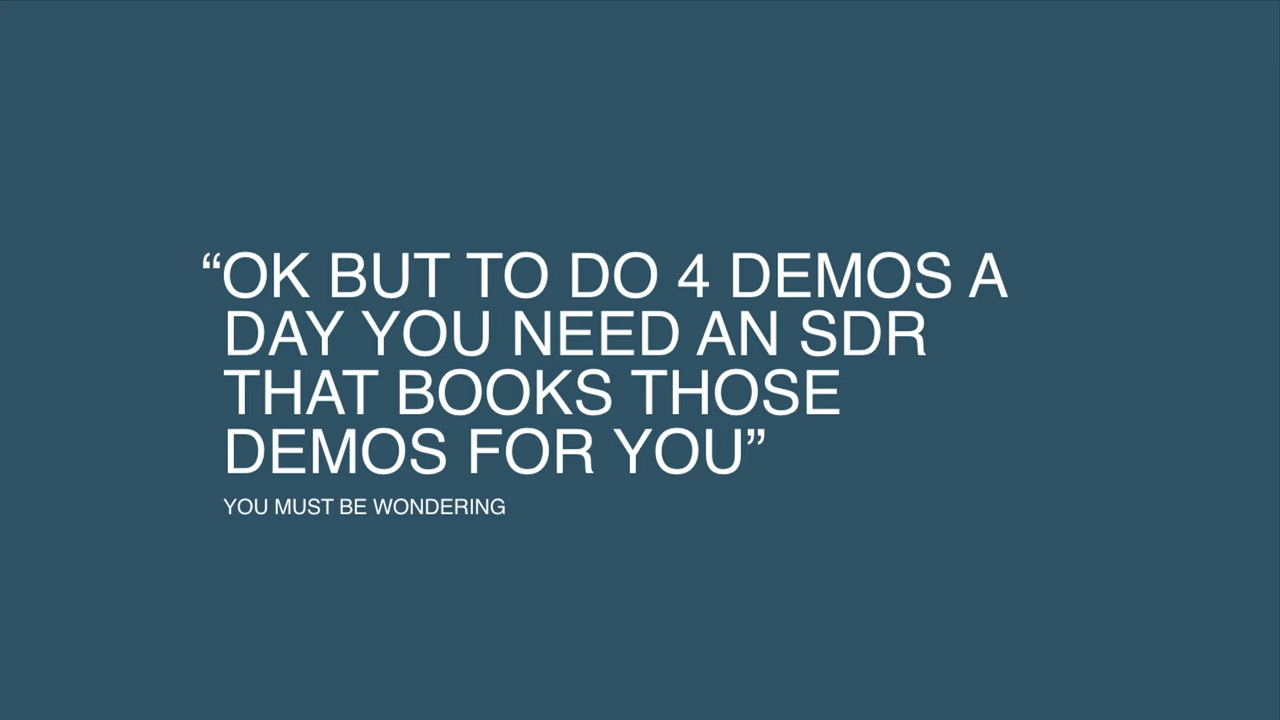 “OK BUT TO DO 4 DEMOS A
DAY YOU NEED AN SDR
THAT BOOKS THOSE
DEMOS FOR YOU”
YOU MUST BE WONDERING